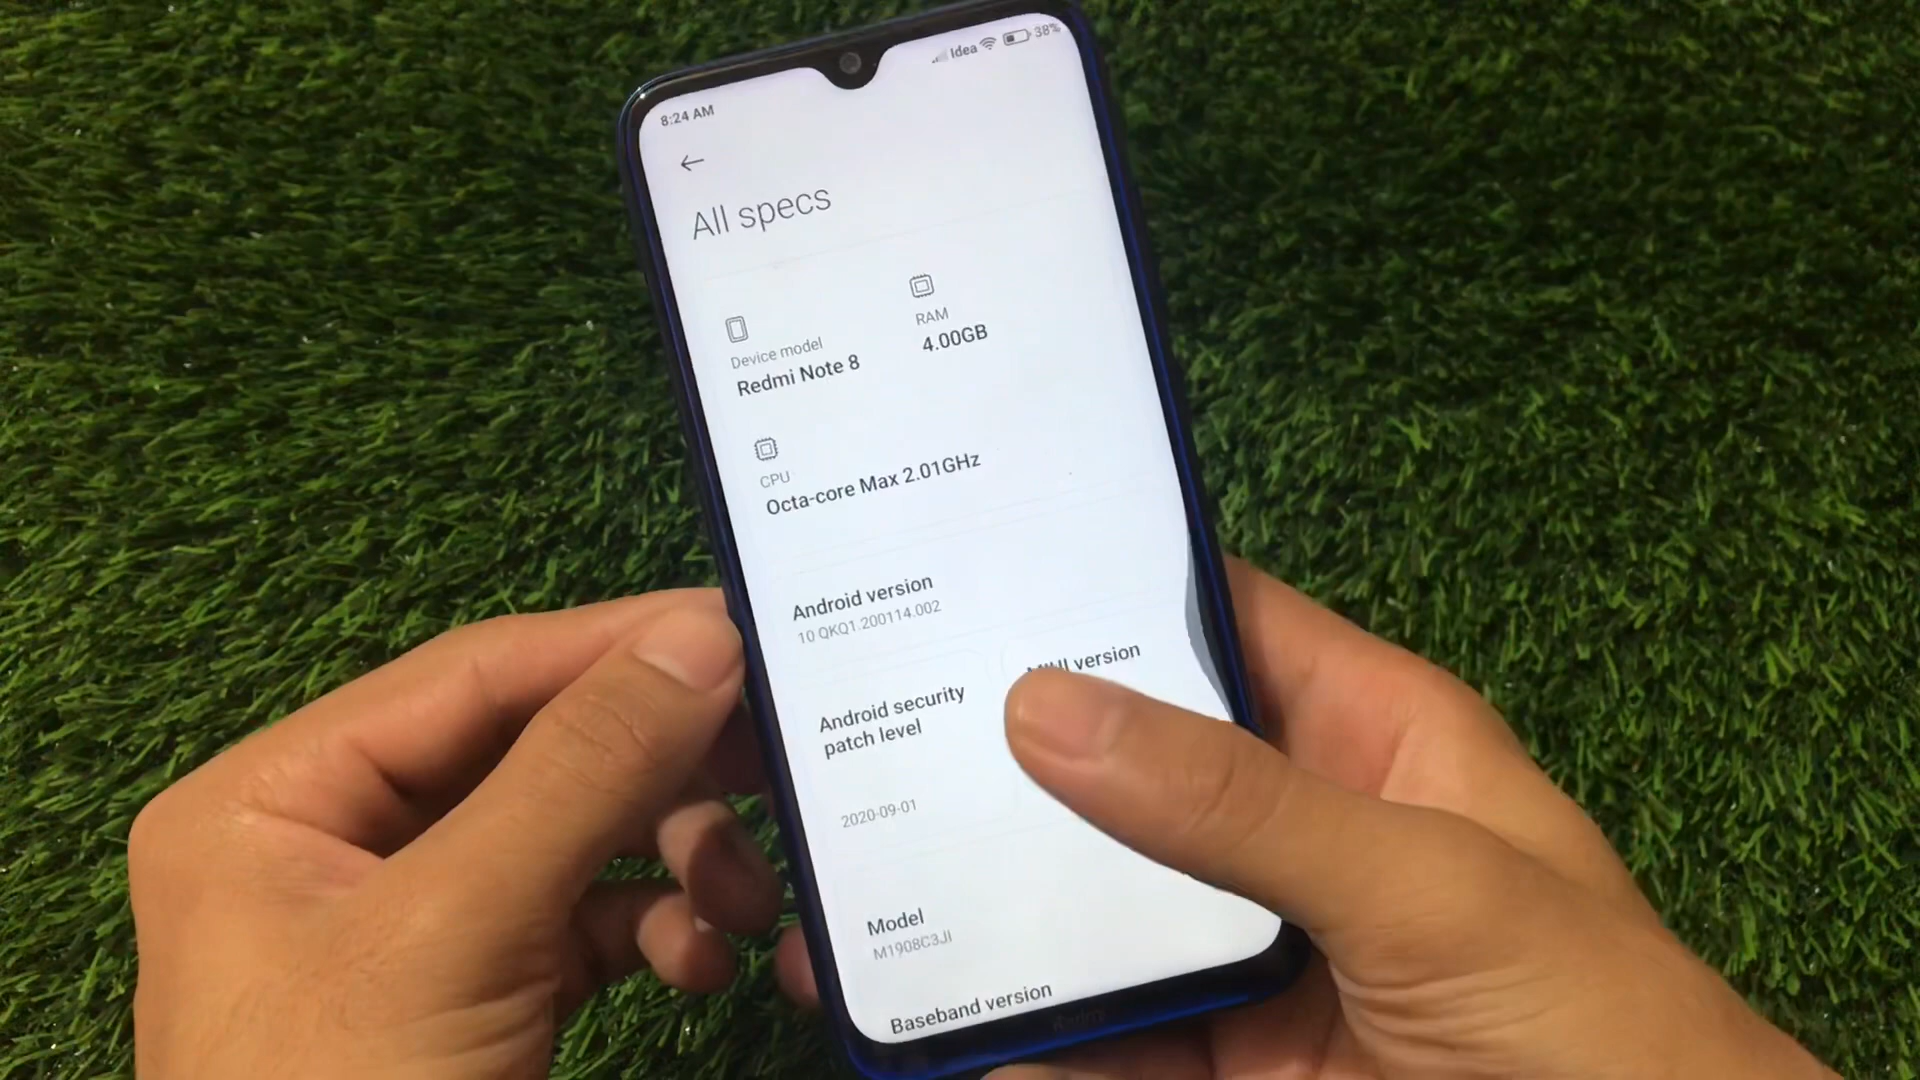 8:24 AM
Idea 38%
All specs
Device model
Redmi Note 8
RAM
4.00GB
CPU
Octa-core Max 2.01GHz
Android version
10 QKQ1.200114.002
Android security
patch level
2020-09-01
version
Model
M1908C3JI
Baseband version
Redmi